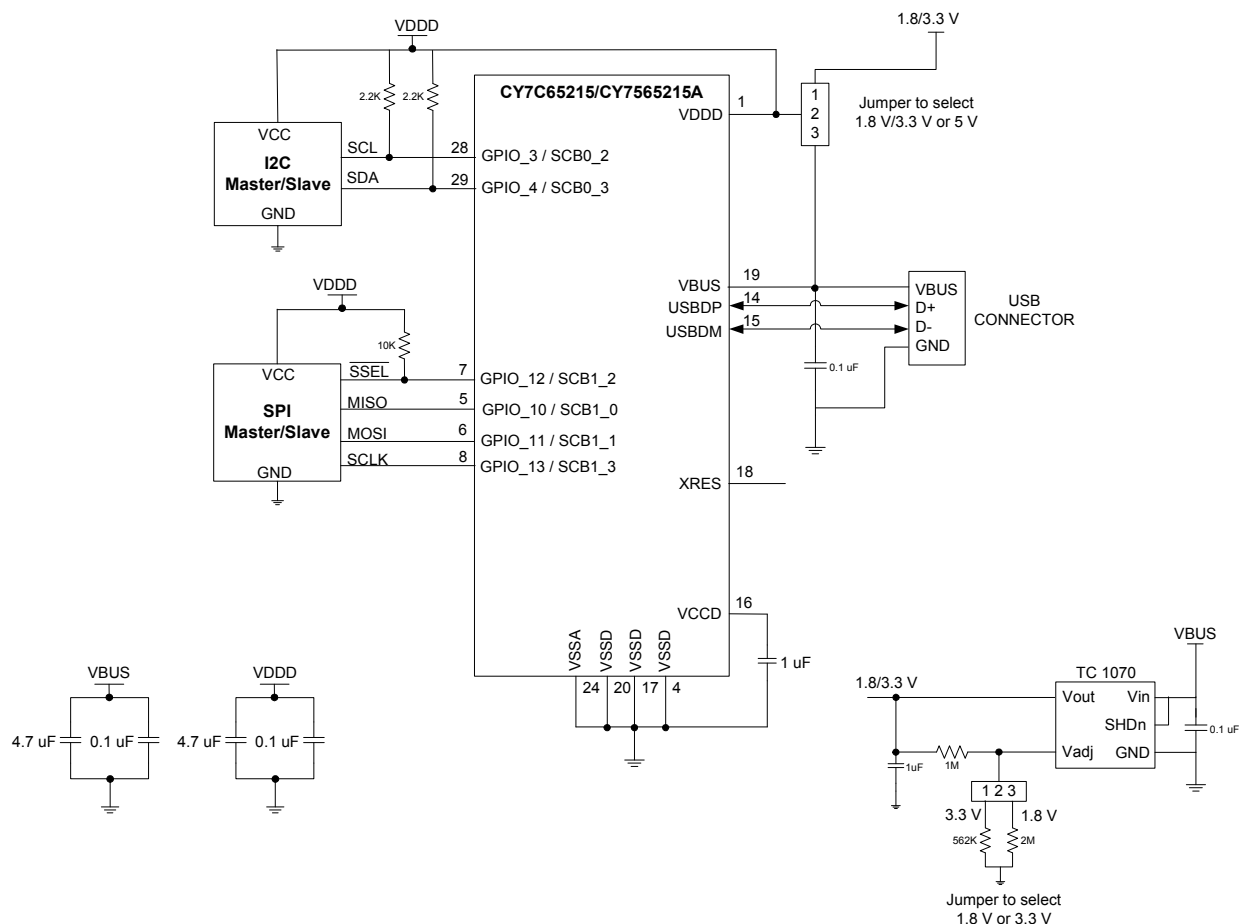 VDDD
1.8/3.3 V
2.2K
2.2K
CY7C65215/CY7565215A
VDDD
1
1
2
3
Jumper to select
1.8 V/3.3 V or 5 V
VCC
I2C
Master/Slave
GND
SCL
28
GPIO_3 / SCB0_2
SDA
29
GPIO_4 / SCB0_3
VDDD
10K
VCC
SPI
Master/Slave
GND
SSEL
7
GPIO_12 / SCB1_2
MISO
5
GPIO_10 / SCB1_0
MOSI
6
GPIO_11 / SCB1_1
SCLK
8
GPIO_13 / SCB1_3
VBUS
19
USBDP
14
USBDM
15
VBUS
D+
D-
GND
USB
CONNECTOR
0.1 uF
XRES
18
VCCD
16
1 uF
VSSA
VSSD
VSSD
VSSD
24
20
17
4
VBUS
4.7 uF
0.1 uF
VDDD
4.7 uF
0.1 uF
VBUS
TC 1070
1.8/3.3 V
Vout
Vin
SHDn
Vadj
GND
0.1 uF
1uF
1M
1 2 3
3.3 V
1.8 V
562K
2M
Jumper to select
1.8 V or 3.3 V